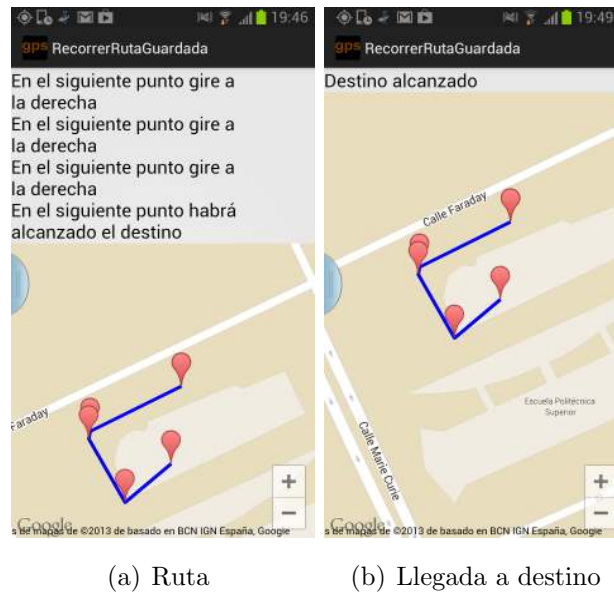 19:46
gps RecorrerRutaGuardada
En el siguiente punto gire a
la derecha
En el siguiente punto gire a
la derecha
En el siguiente punto gire a
la derecha
En el siguiente punto habrá
alcanzado el destino
Faraday
+
−
Google
s de mapas de ©2013 de basado en BCN IGN España, Google
(a) Ruta
19:49
gps RecorrerRutaGuardada
Destino alcanzado
Calle Faraday
Escuela Politécnica
Superior
Calle Marie Curie
+
−
Google
s de mapas de ©2013 de basado en BCN IGN España, Google
(b) Llegada a destino